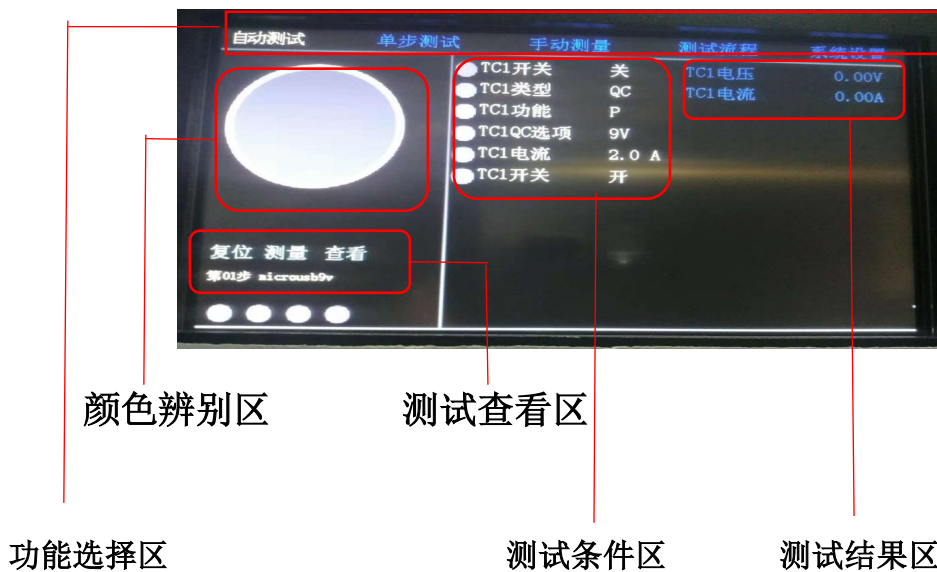 自动测试 单步测试 手动测量 测试流程 系统设置
TC1开关 关 TC1电压 0.00V
TC1类型 QC TC1电流 0.00A
TC1功能 P
TC1QC选项 9V
TC1电流 2.0 A
TC1开关 开
复位 测量 查看
第01步 microusb9v
颜色辨别区 测试查看区
功能选择区 测试条件区 测试结果区